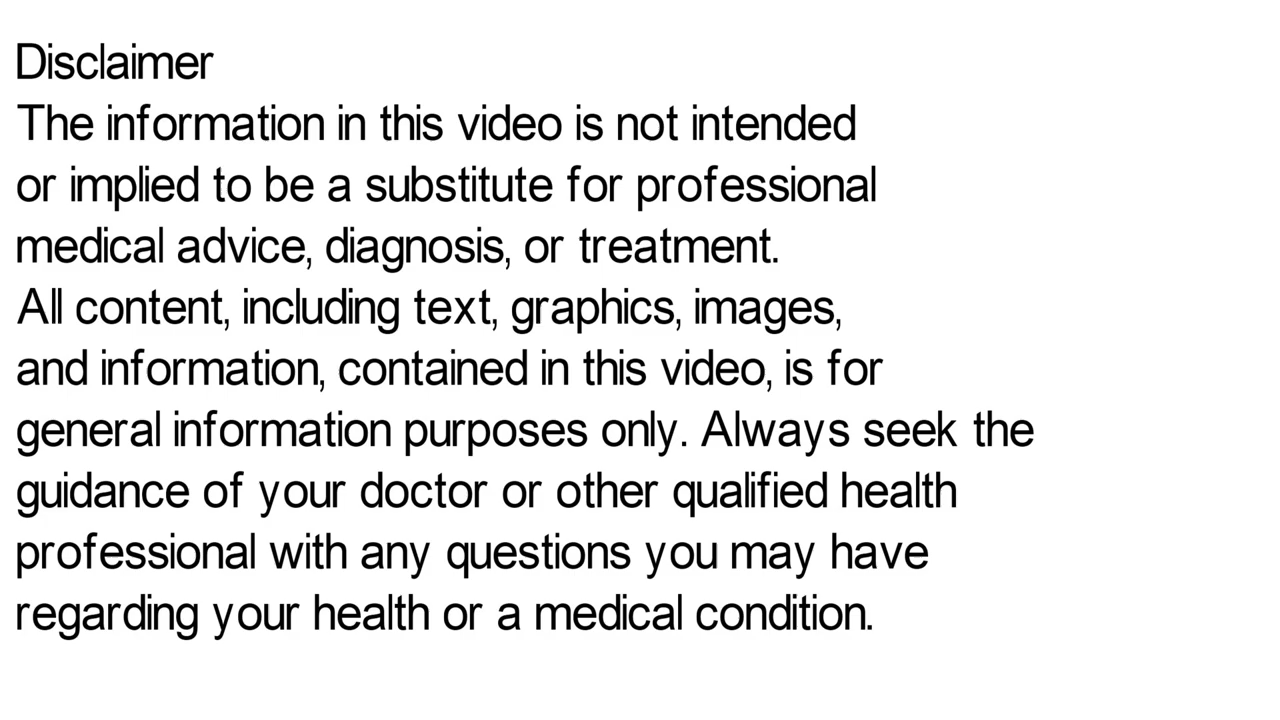 Disclaimer
The information in this video is not intended
or implied to be a substitute for professional
medical advice, diagnosis, or treatment.
All content, including text, graphics, images,
and information, contained in this video, is for
general information purposes only. Always seek the
guidance of your doctor or other qualified health
professional with any questions you may have
regarding your health or a medical condition.